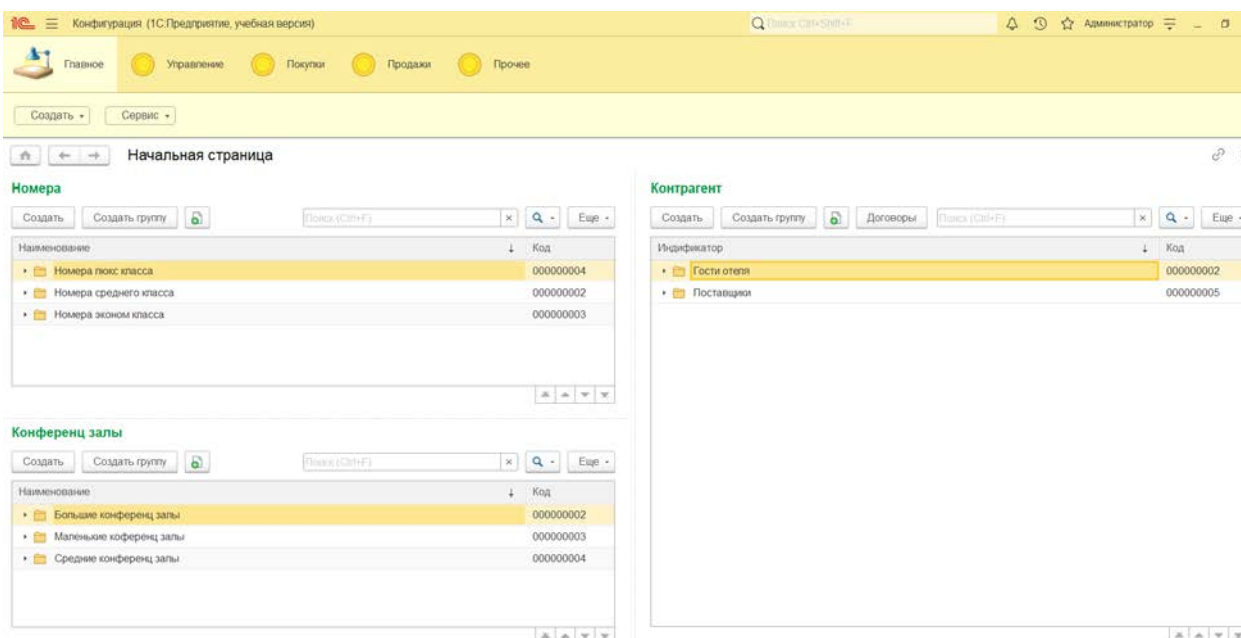 1С Конфигурация (1С:Предприятие, учебная версия) Поиск Ctrl+Shift+F Администратор
Главное Управление Покупки Продажи Прочее
Создать Сервис
Начальная страница
Номера
Создать Создать группу Поиск (Ctrl+F) × Еще
Наименование ↓ Код
Номера люкс класса 000000004
Номера среднего класса 000000002
Номера эконом класса 000000003
Конференц залы
Создать Создать группу Поиск (Ctrl+F) × Еще
Наименование ↓ Код
Большие конференц залы 000000002
Маленькие коференц залы 000000003
Средние конференц залы 000000004
Контрагент
Создать Создать группу Договоры Поиск (Ctrl+F) × Еще
Индификатор ↓ Код
Гости отеля 000000002
Поставщики 000000005